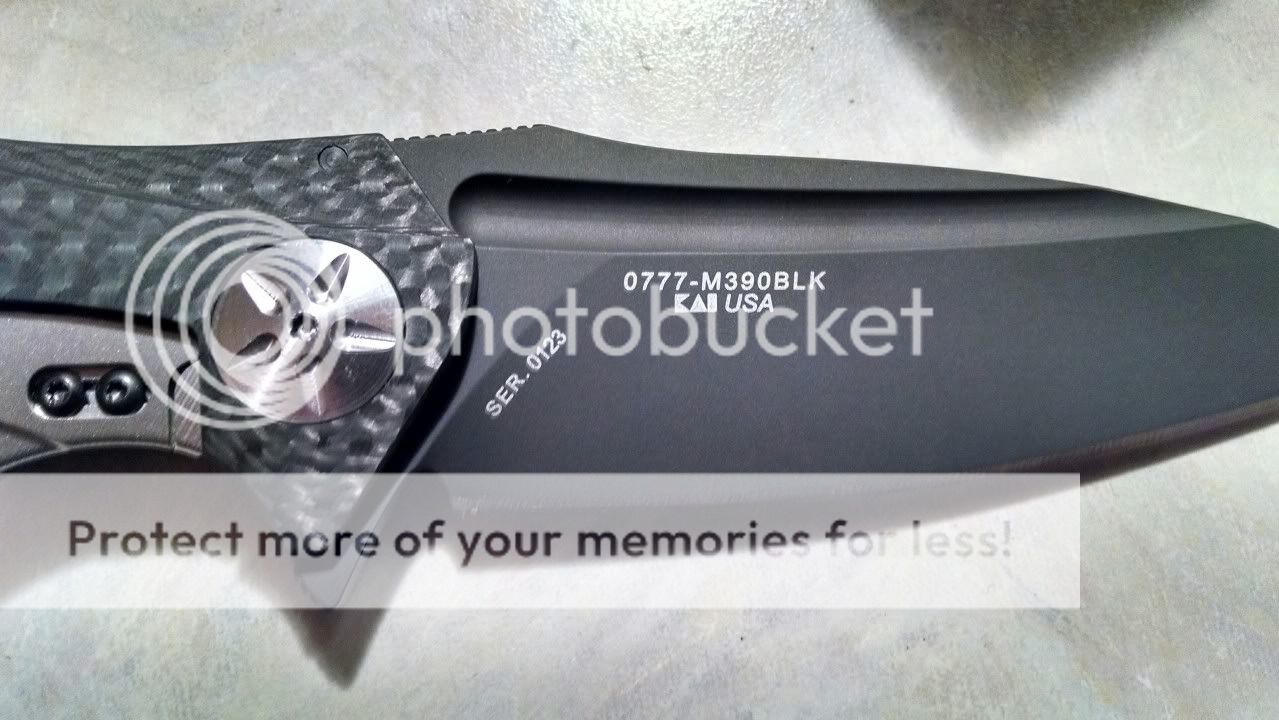 0777-M390BLK
KAI USA
SER. 0123
photobucket
Protect more of your memories for less!